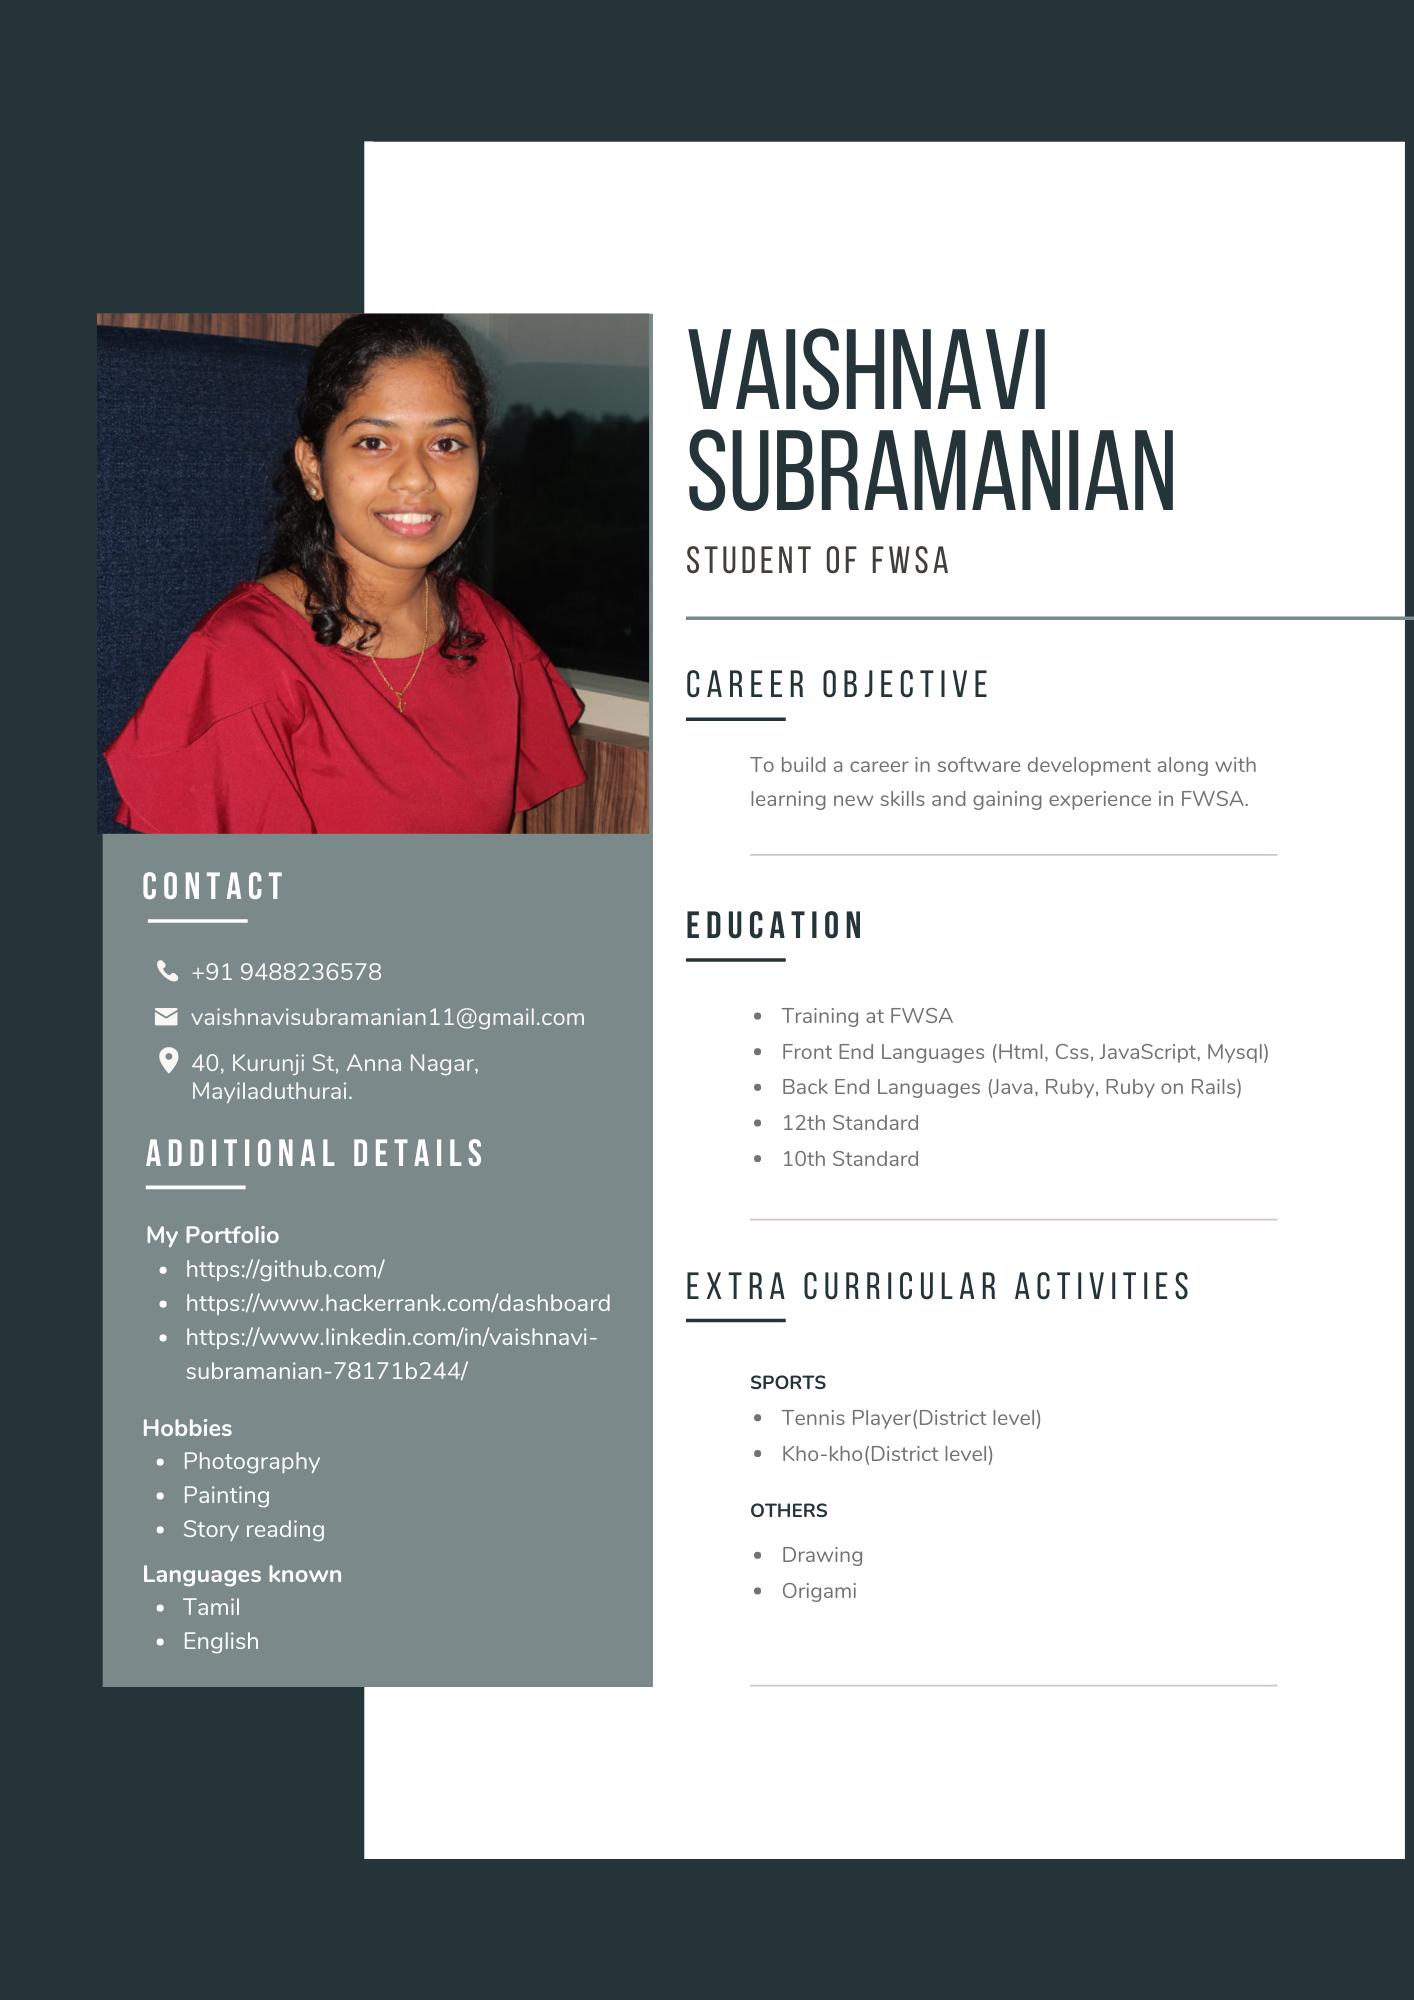 VAISHNAVI
SUBRAMANIAN
STUDENT OF FWSA
CAREER OBJECTIVE
To build a career in software development along with
learning new skills and gaining experience in FWSA.
EDUCATION
• Training at FWSA
• Front End Languages (Html, Css, JavaScript, Mysql)
• Back End Languages (Java, Ruby, Ruby on Rails)
• 12th Standard
• 10th Standard
EXTRA CURRICULAR ACTIVITIES
SPORTS
• Tennis Player(District level)
• Kho-kho(District level)
OTHERS
• Drawing
• Origami
CONTACT
+91 9488236578
vaishnavisubramanian11@gmail.com
40, Kurunji St, Anna Nagar,
Mayiladuthurai.
ADDITIONAL DETAILS
My Portfolio
• https://github.com/
• https://www.hackerrank.com/dashboard
• https://www.linkedin.com/in/vaishnavi-
subramanian-78171b244/
Hobbies
• Photography
• Painting
• Story reading
Languages known
• Tamil
• English